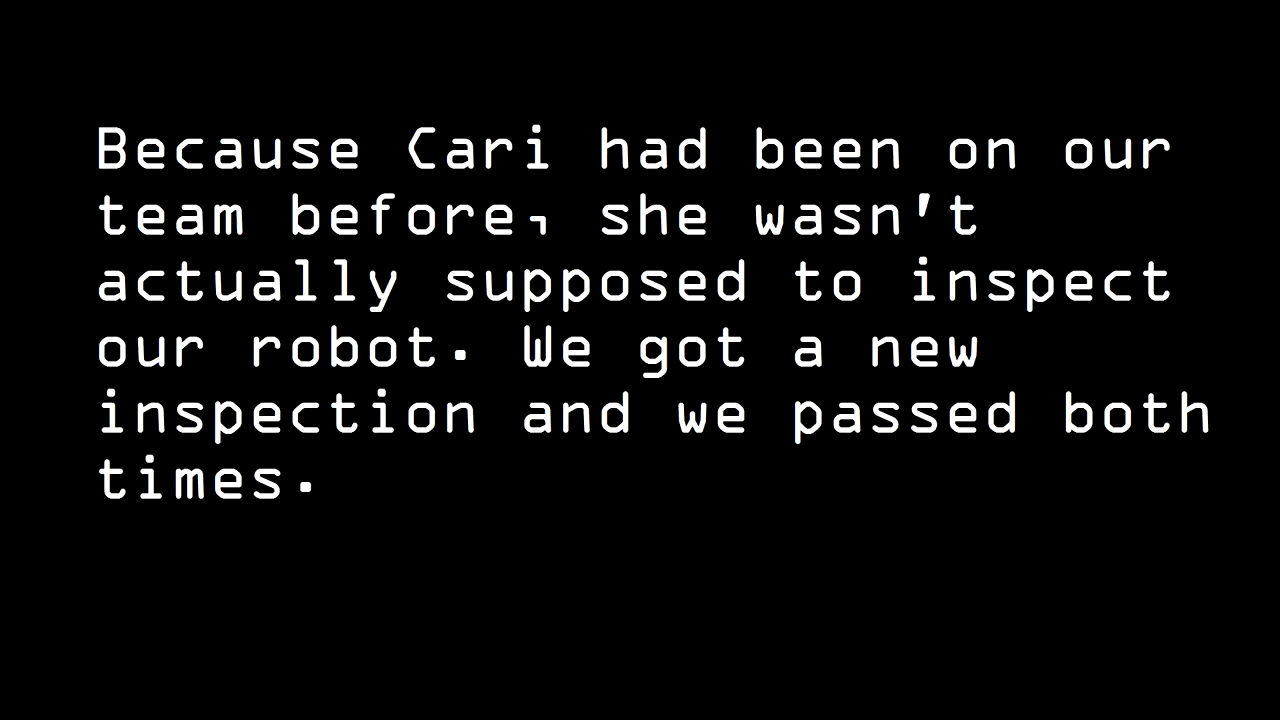 Because Cari had been on our
team before, she wasn't
actually supposed to inspect
our robot. We got a new
inspection and we passed both
times.